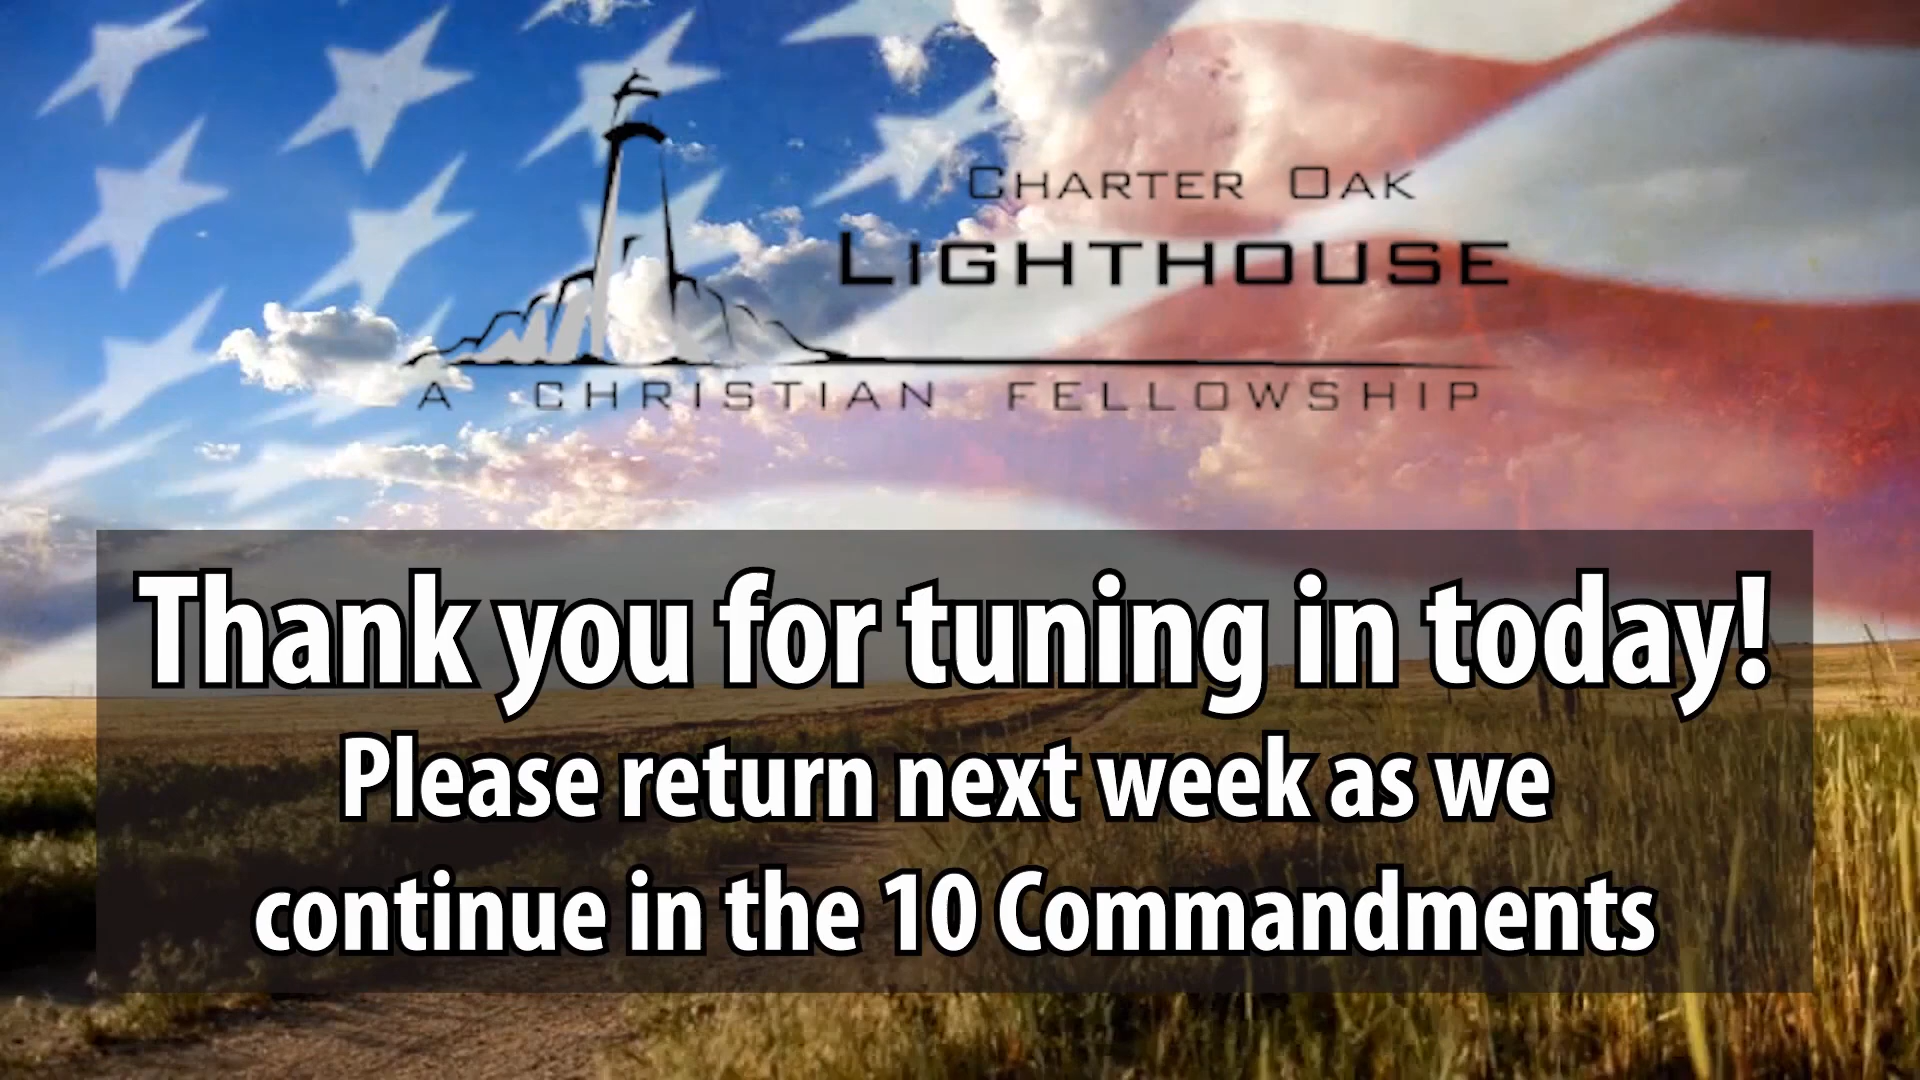 CHARTER OAK
LIGHTHOUSE
A CHRISTIAN FELLOWSHIP
Thank you for tuning in today!
Please return next week as we
continue in the 10 Commandments